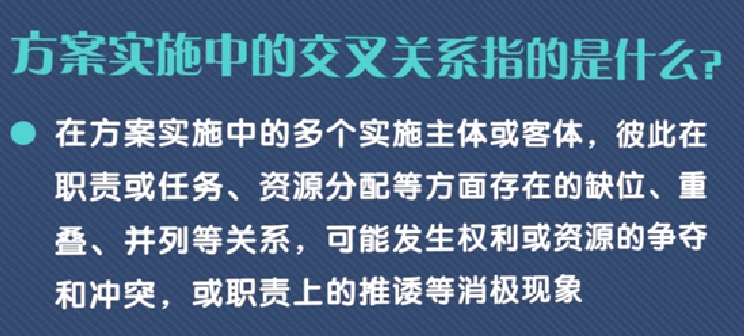 方案实施中的交叉关系指的是什么?
在方案实施中的多个实施主体或客体，彼此在
职责或任务、资源分配等方面存在的缺位、重
叠、并列等关系，可能发生权利或资源的争夺
和冲突，或职责上的推诿等消极现象